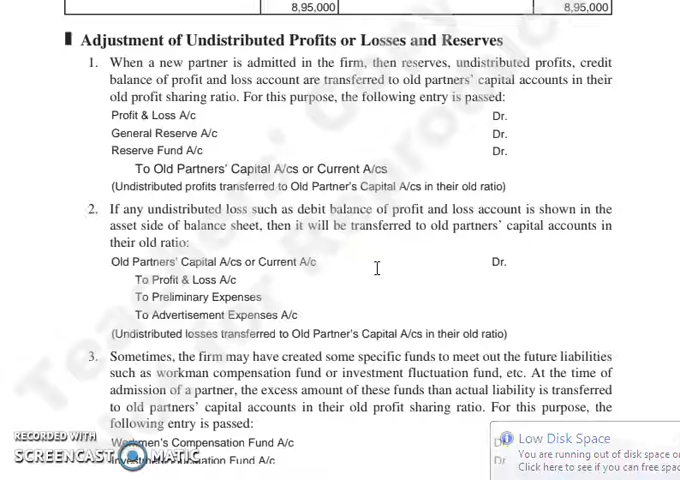 8,95,000 8,95,000
Adjustment of Undistributed Profits or Losses and Reserves
1. When a new partner is admitted in the firm, then reserves, undistributed profits, credit
balance of profit and loss account are transferred to old partners' capital accounts in their
old profit sharing ratio. For this purpose, the following entry is passed:
Profit & Loss A/c Dr.
General Reserve A/c Dr.
Reserve Fund A/c Dr.
To Old Partners' Capital A/cs or Current A/cs
(Undistributed profits transferred to Old Partner's Capital A/cs in their old ratio)
2. If any undistributed loss such as debit balance of profit and loss account is shown in the
asset side of balance sheet, then it will be transferred to old partners' capital accounts in
their old ratio:
Old Partners' Capital A/cs or Current A/c Dr.
To Profit & Loss A/c
To Preliminary Expenses
To Advertisement Expenses A/c
(Undistributed losses transferred to Old Partner's Capital A/cs in their old ratio)
3. Sometimes, the firm may have created some specific funds to meet out the future liabilities
such as workman compensation fund or investment fluctuation fund, etc. At the time of
admission of a partner, the excess amount of these funds than actual liability is transferred
to old partners' capital accounts in their old profit sharing ratio. For this purpose, the
following entry is passed:
Workmen's Compensation Fund A/c
Fund A/c Dr
RECORDED WITH
SCREENCAST MATIC
Low Disk Space
You are running out of disk space o
Click here to see if you can free spac